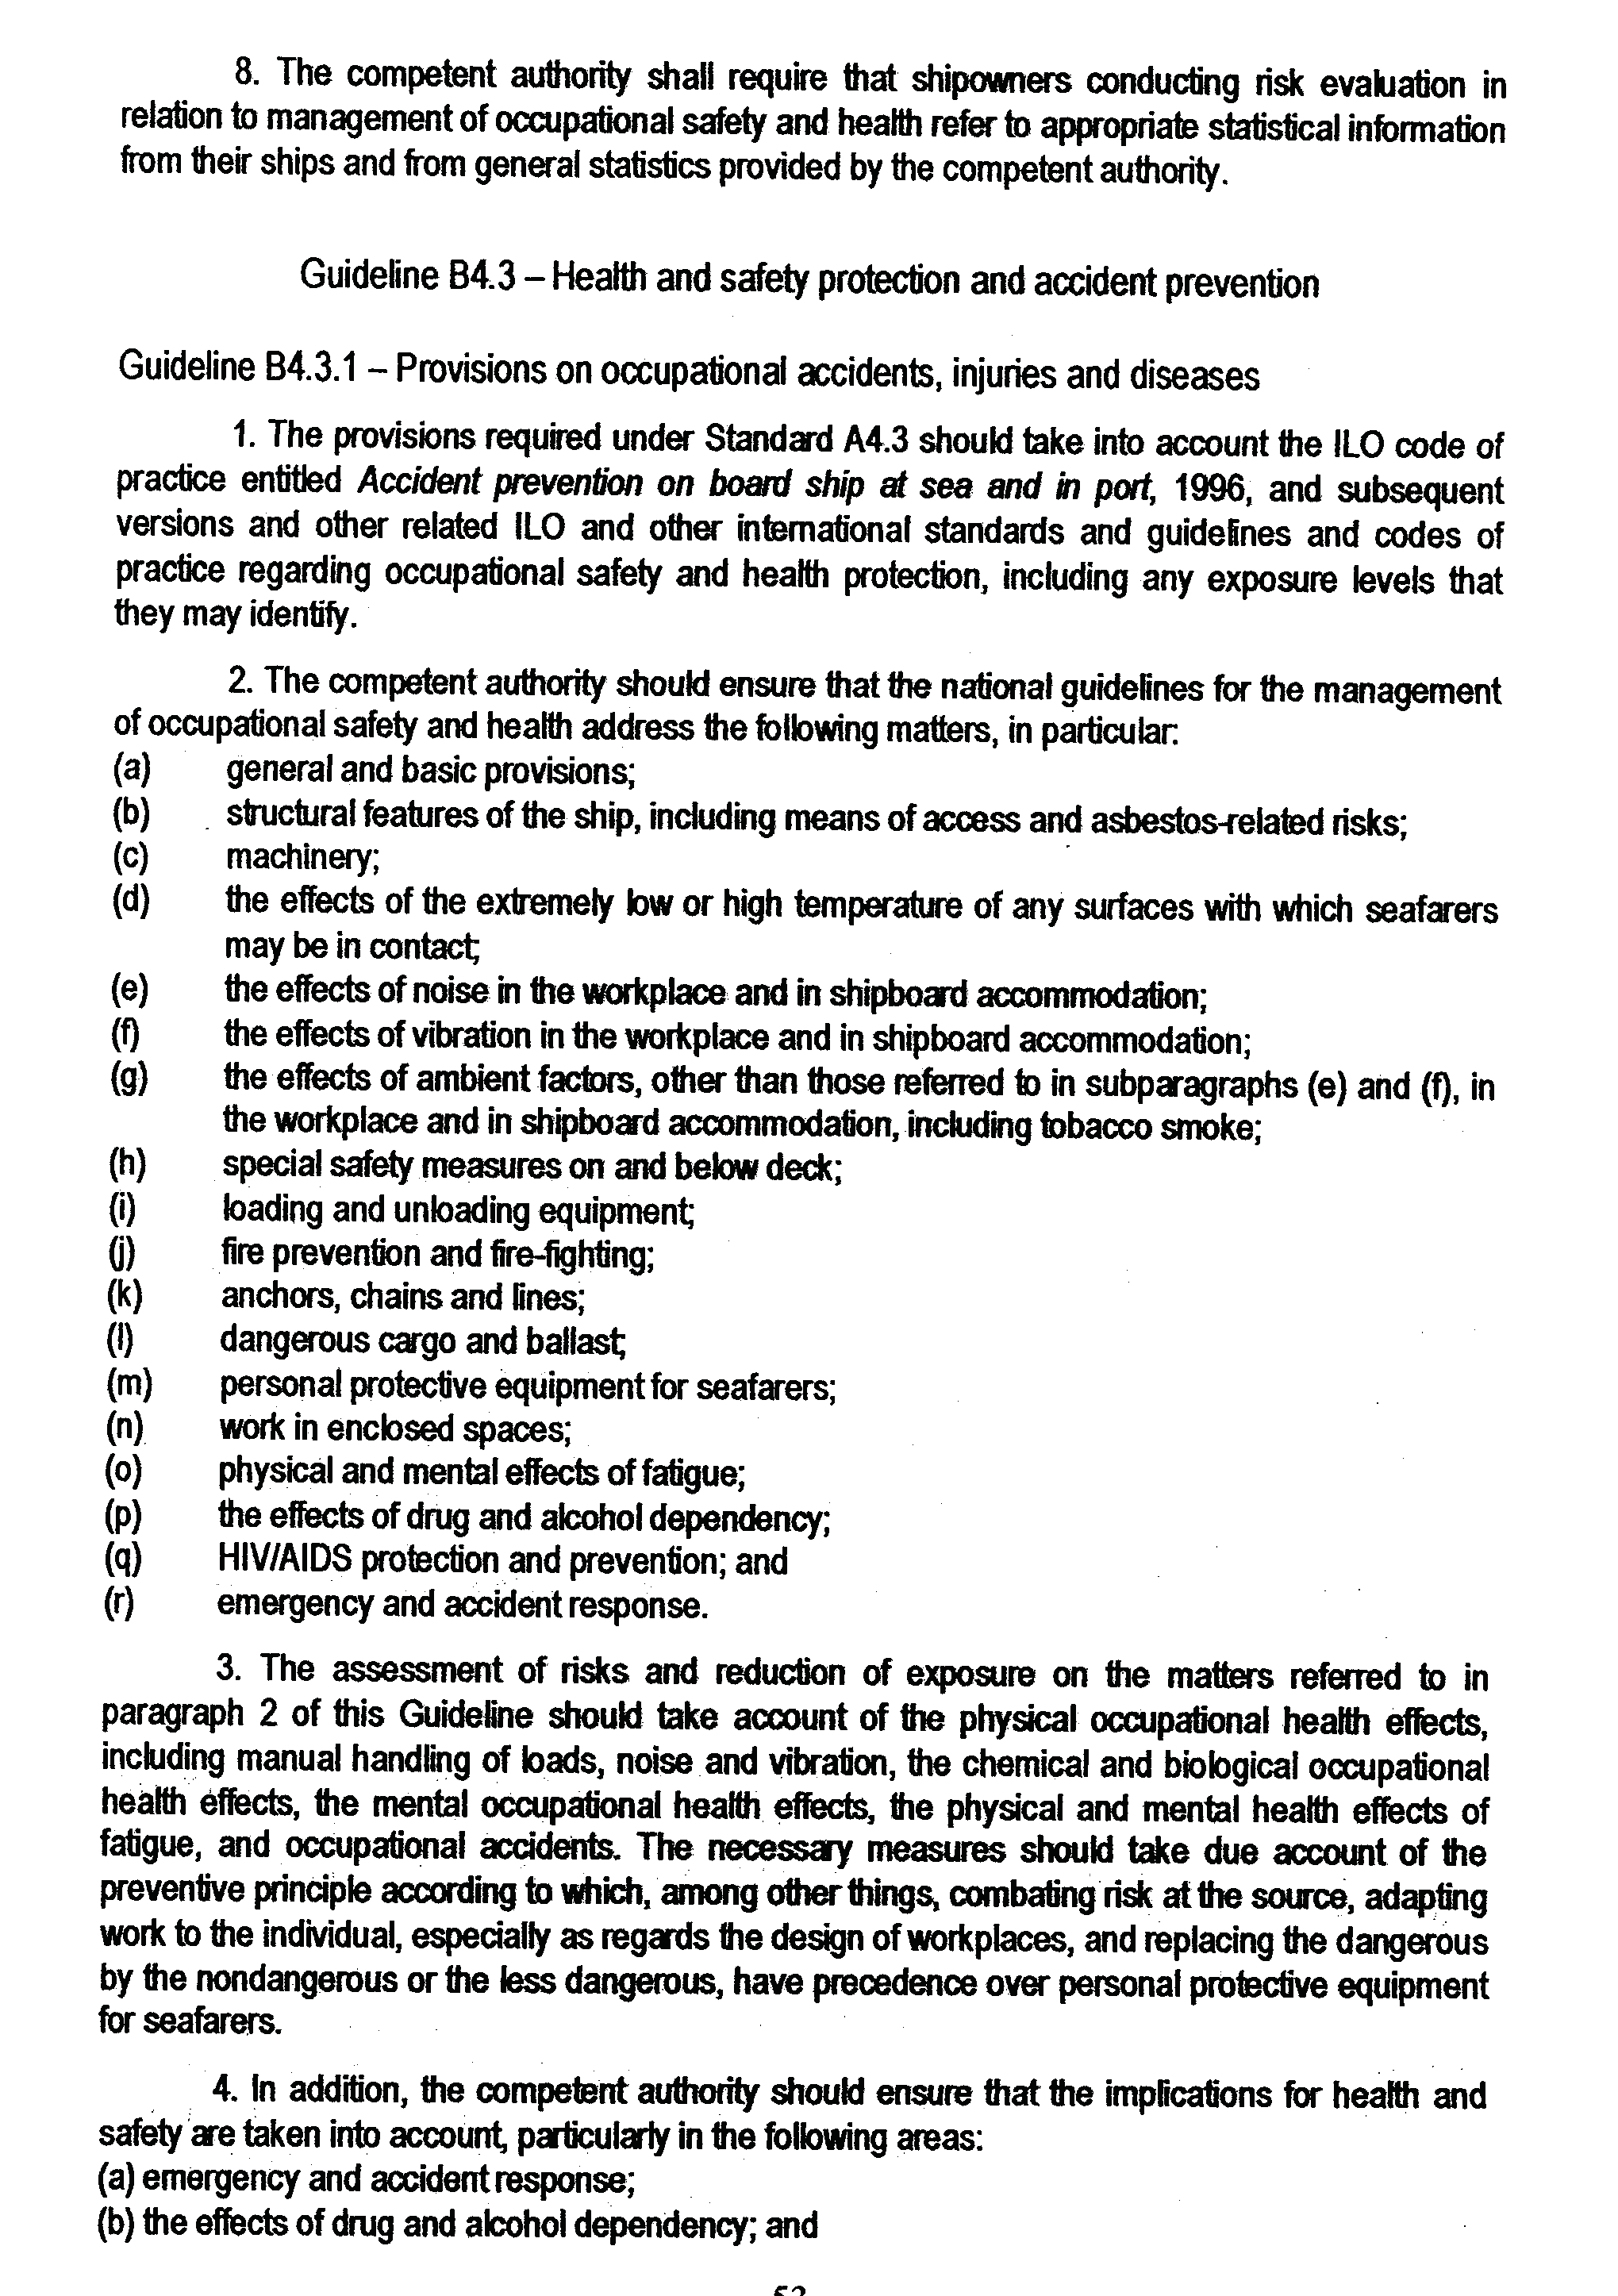 8. The competent authority shall require that shipowners conducting risk evaluation in
relation to management of occupational safety and health refer to appropriate statistical information
from their ships and from general statistics provided by the competent authority.
Guideline B4.3 – Health and safety protection and accident prevention
Guideline B4.3.1 – Provisions on occupational accidents, injuries and diseases
1. The provisions required under Standard A4.3 should take into account the ILO code of
practice entitled Accident prevention on board ship at sea and in port, 1996, and subsequent
versions and other related ILO and other international standards and guidelines and codes of
practice regarding occupational safety and health protection, including any exposure levels that
they may identify.
2. The competent authority should ensure that the national guidelines for the management
of occupational safety and health address the following matters, in particular:
(a) general and basic provisions;
(b) structural features of the ship, including means of access and asbestos-related risks;
(c) machinery;
(d) the effects of the extremely low or high temperature of any surfaces with which seafarers
may be in contact;
(e) the effects of noise in the workplace and in shipboard accommodation;
(f) the effects of vibration in the workplace and in shipboard accommodation;
(g) the effects of ambient factors, other than those referred to in subparagraphs (e) and (f), in
the workplace and in shipboard accommodation, including tobacco smoke;
(h) special safety measures on and below deck;
(i) loading and unloading equipment;
(j) fire prevention and fire-fighting;
(k) anchors, chains and lines;
(l) dangerous cargo and ballast;
(m) personal protective equipment for seafarers;
(n) work in enclosed spaces;
(o) physical and mental effects of fatigue;
(p) the effects of drug and alcohol dependency;
(q) HIV/AIDS protection and prevention; and
(r) emergency and accident response.
3. The assessment of risks and reduction of exposure on the matters referred to in
paragraph 2 of this Guideline should take account of the physical occupational health effects,
including manual handling of loads, noise and vibration, the chemical and biological occupational
health effects, the mental occupational health effects, the physical and mental health effects of
fatigue, and occupational accidents. The necessary measures should take due account of the
preventive principle according to which, among other things, combating risk at the source, adapting
work to the individual, especially as regards the design of workplaces, and replacing the dangerous
by the nondangerous or the less dangerous, have precedence over personal protective equipment
for seafarers.
4. In addition, the competent authority should ensure that the implications for health and
safety are taken into account, particularly in the following areas:
(a) emergency and accident response;
(b) the effects of drug and alcohol dependency; and